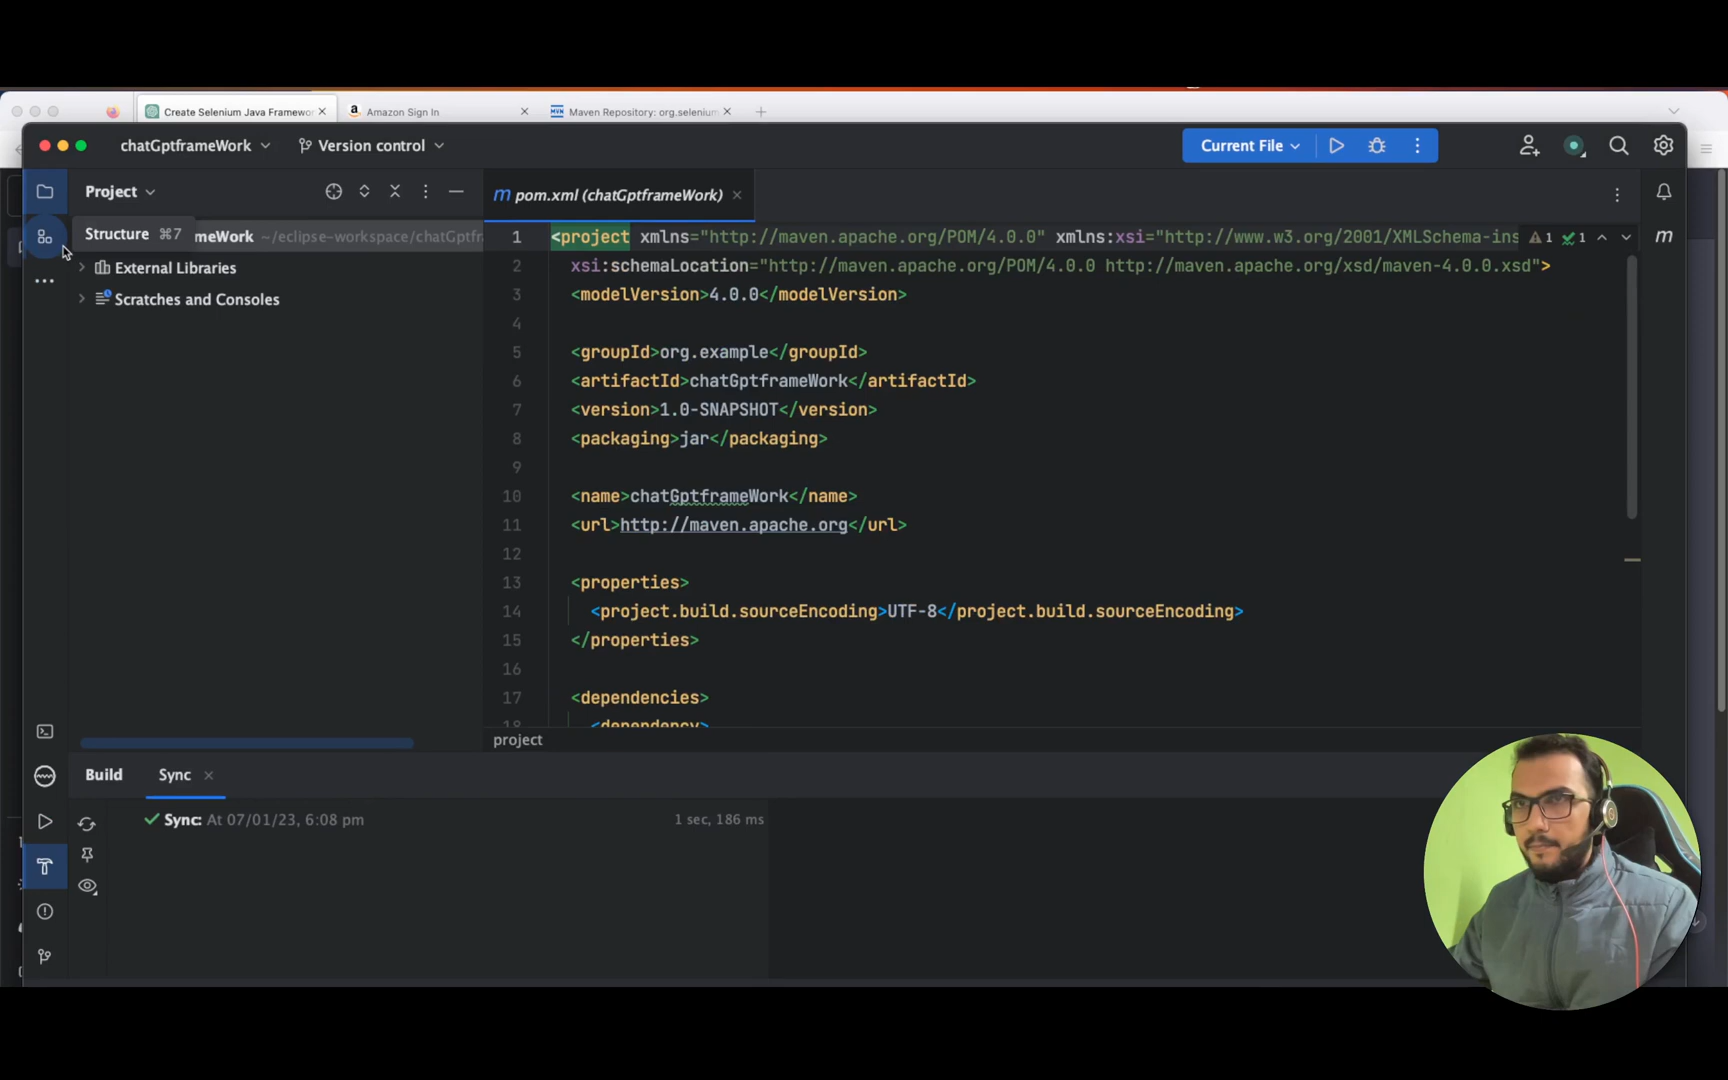 Create Selenium Java Framewor
Amazon Sign In
Maven Repository: org.seleniun
chatGptframeWork
Version control
Current File
Project
pom.xml (chatGptframeWork)
Structure ⌘7
meWork ~/eclipse-workspace/chatGptfr
External Libraries
Scratches and Consoles
1 <project xmlns="http://maven.apache.org/POM/4.0.0" xmlns:xsi="http://www.w3.org/2001/XMLSchema-ins
1 1
2 xsi:schemaLocation="http://maven.apache.org/POM/4.0.0 http://maven.apache.org/xsd/maven-4.0.0.xsd">
3 <modelVersion>4.0.0</modelVersion>
4
5 <groupId>org.example</groupId>
6 <artifactId>chatGptframeWork</artifactId>
7 <version>1.0-SNAPSHOT</version>
8 <packaging>jar</packaging>
9
10 <name>chatGptframeWork</name>
11 <url>http://maven.apache.org</url>
12
13 <properties>
14 <project.build.sourceEncoding>UTF-8</project.build.sourceEncoding>
15 </properties>
16
17 <dependencies>
18 <dependency>
project
Build Sync
Sync: At 07/01/23, 6:08 pm 1 sec, 186 ms